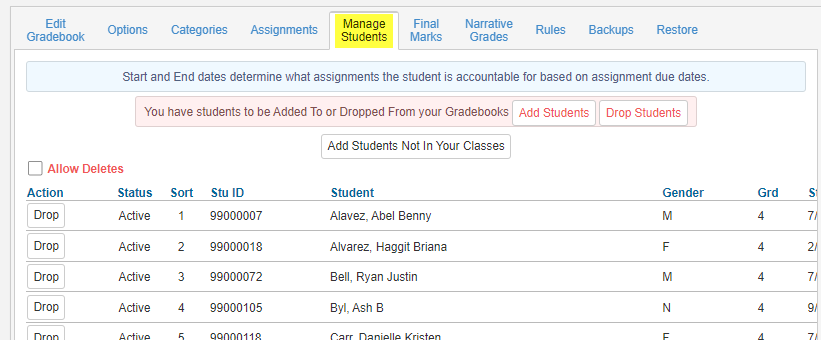 Edit Gradebook Options Categories Assignments Manage Students Final Marks Narrative Grades Rules Backups Restore
Start and End dates determine what assignments the student is accountable for based on assignment due dates.
You have students to be Added To or Dropped From your Gradebooks Add Students Drop Students
Add Students Not In Your Classes
Allow Deletes
Action Status Sort Stu ID Student Gender Grd
Drop Active 1 99000007 Alavez, Abel Benny M 4 7/
Drop Active 2 99000018 Alvarez, Haggit Briana F 4 2/
Drop Active 3 99000072 Bell, Ryan Justin M 4 7/
Drop Active 4 99000105 Byl, Ash B N 4 9/
Drop Active 5 99000118 Carr, Danielle Kristen F 4 7/